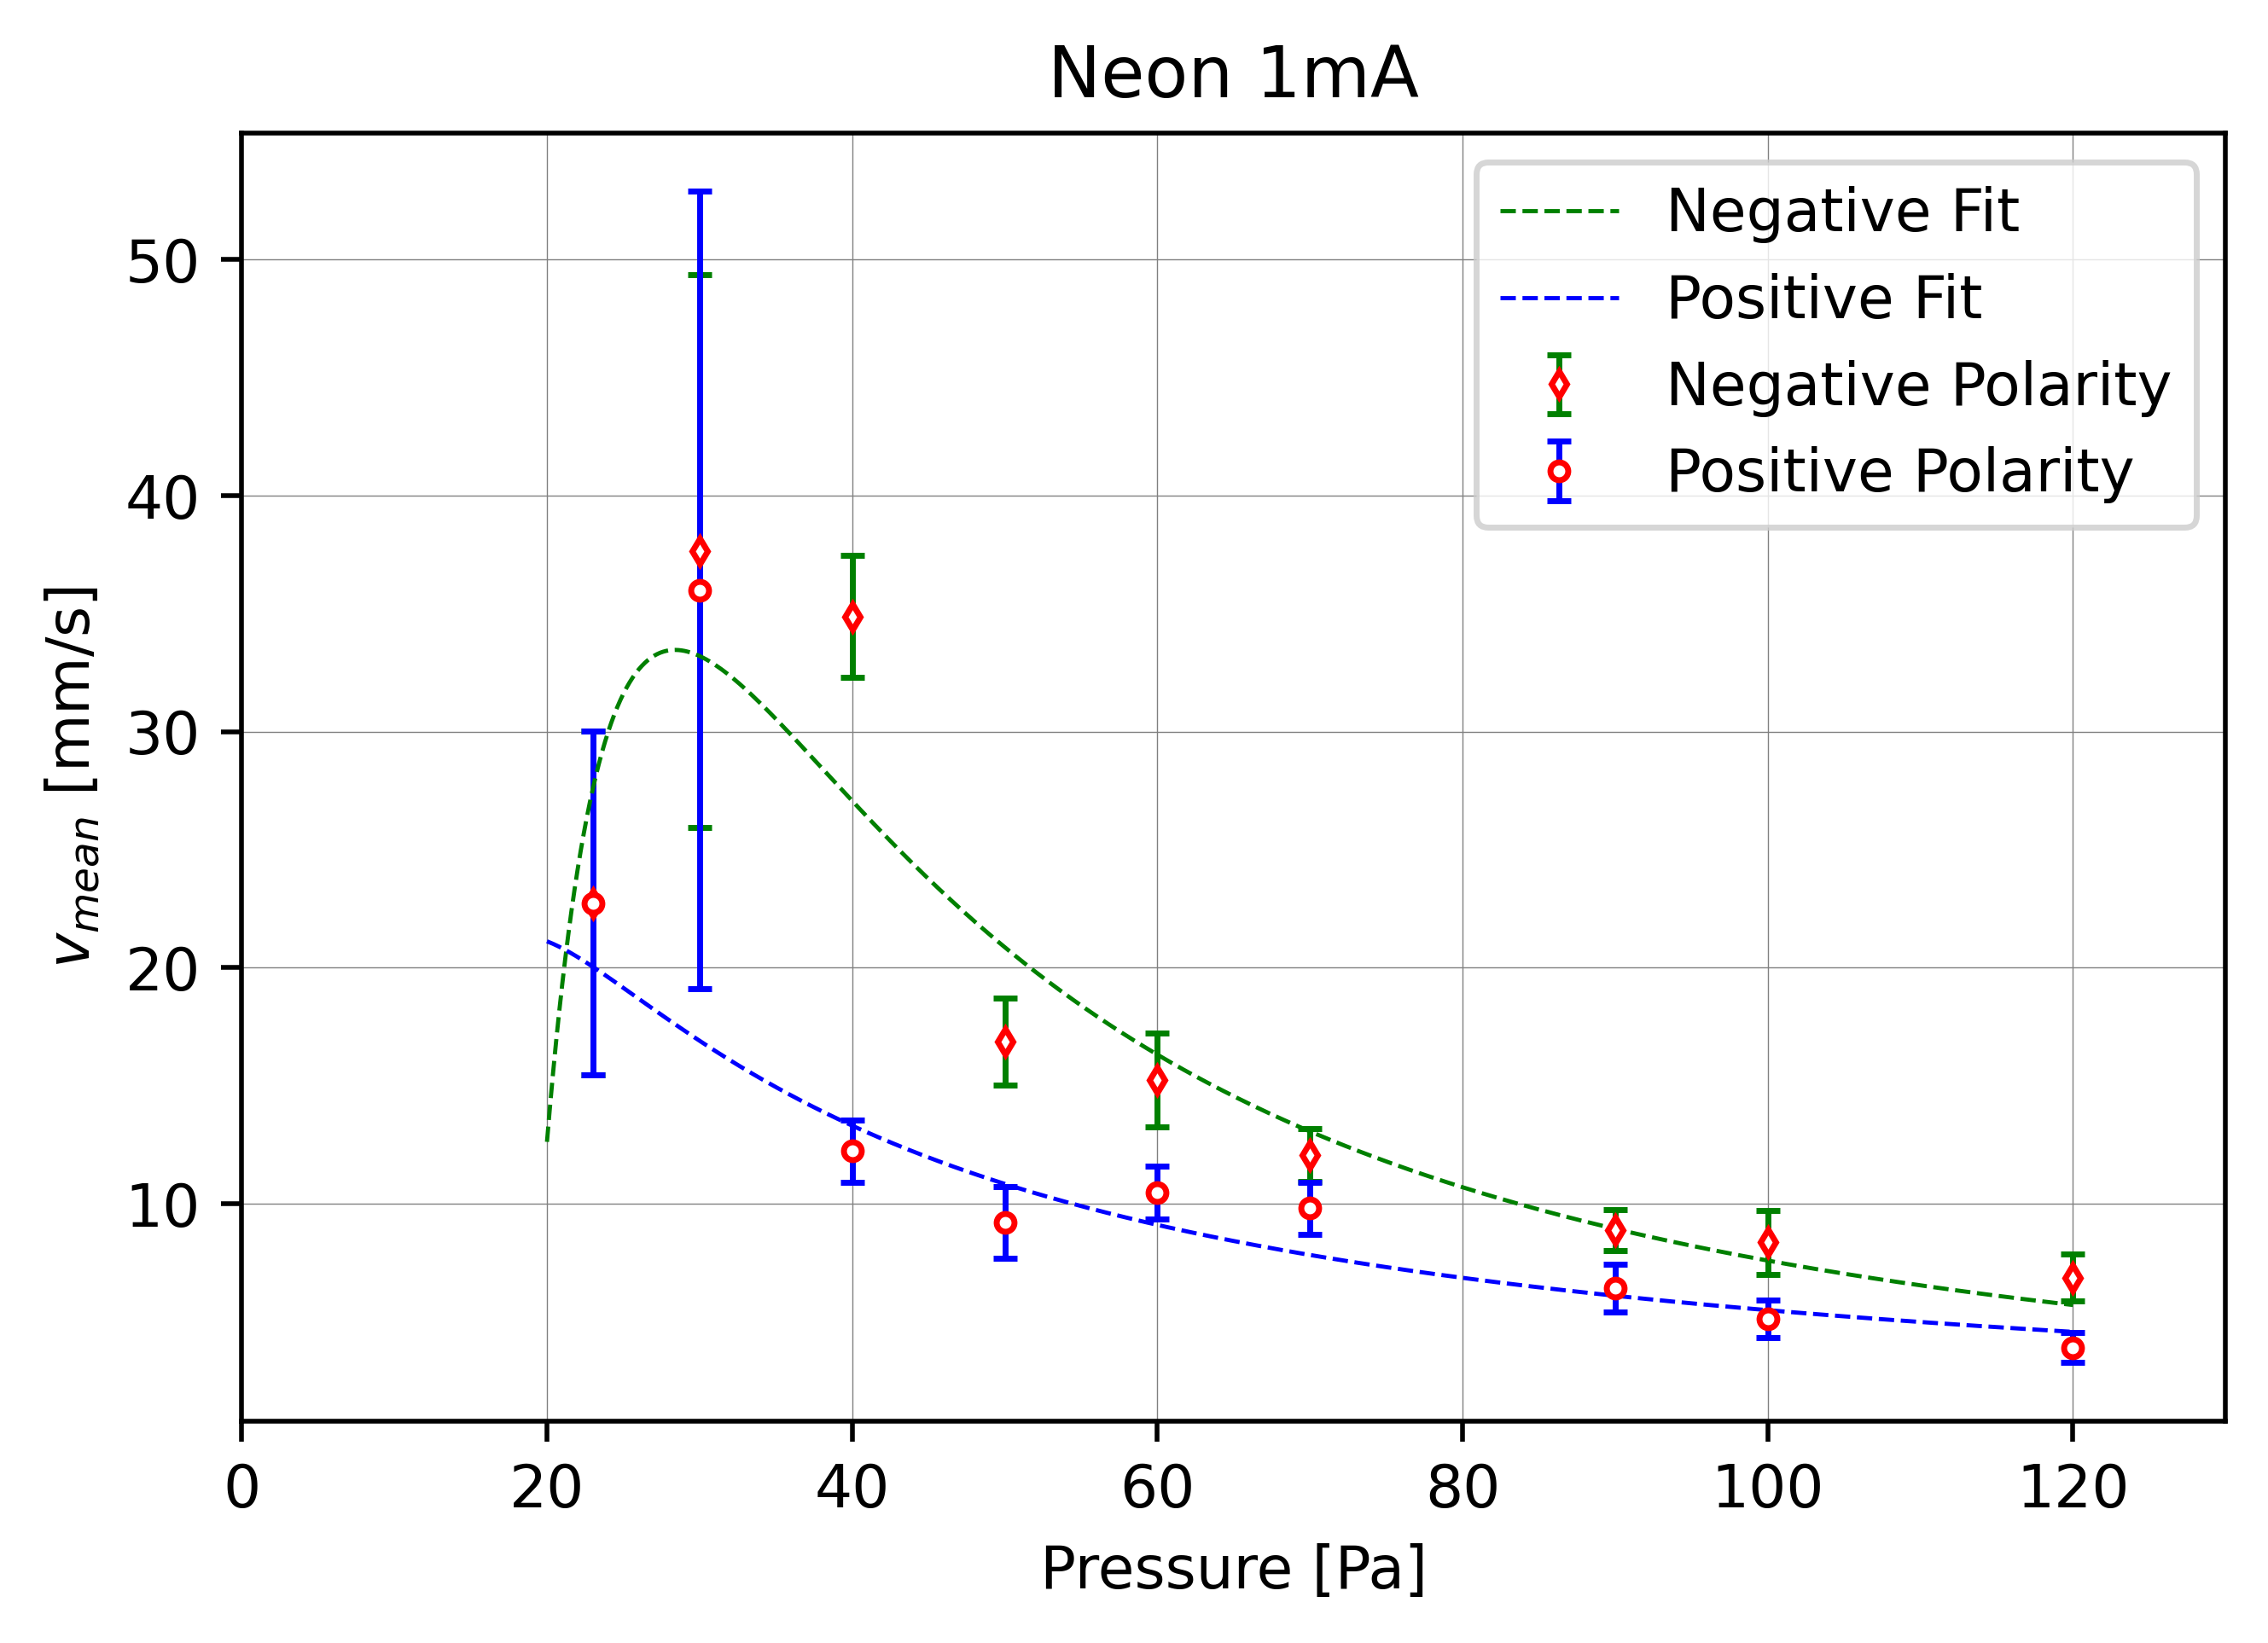 Neon 1mA
Negative Fit
Positive Fit
Negative Polarity
Positive Polarity
50
40
30
20
10
v_mean [mm/s]
0 20 40 60 80 100 120
Pressure [Pa]